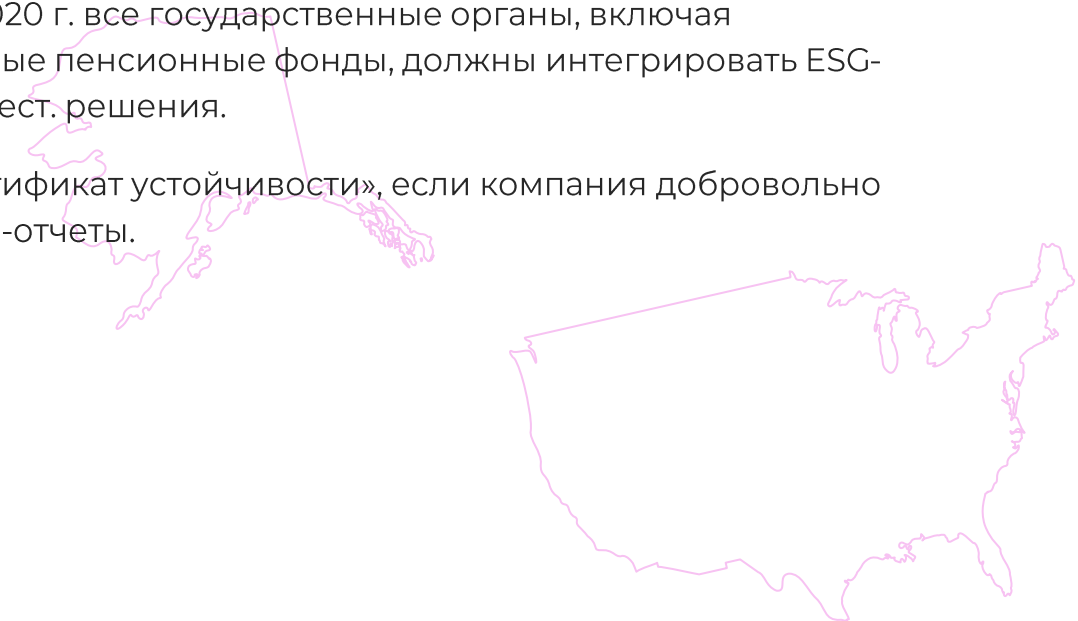 020 г. все государственные органы, включая
ые пенсионные фонды, должны интегрировать ESG-
ест. решения.
тификат устойчивости», если компания добровольно
-отчеты.